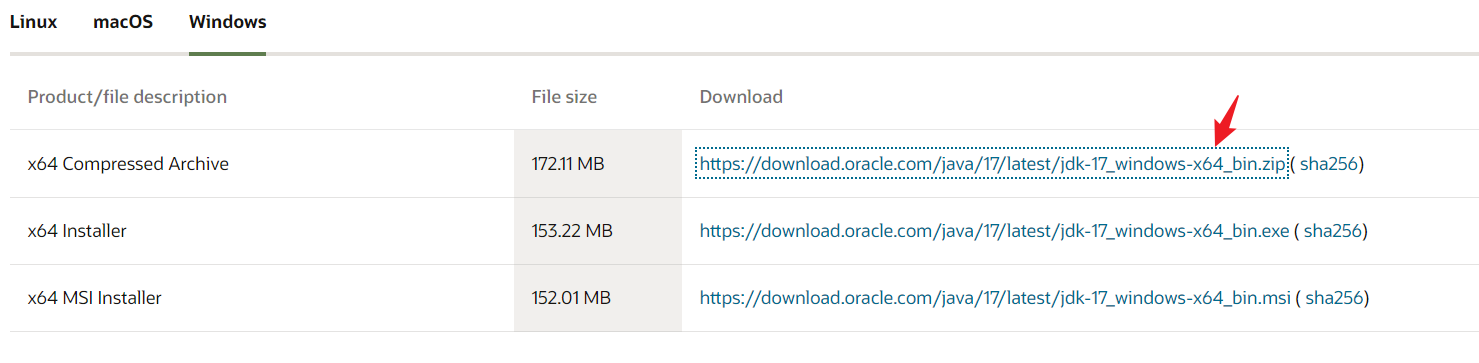 Linux macOS Windows
Product/file description File size Download
x64 Compressed Archive 172.11 MB https://download.oracle.com/java/17/latest/jdk-17_windows-x64_bin.zip ( sha256)
x64 Installer 153.22 MB https://download.oracle.com/java/17/latest/jdk-17_windows-x64_bin.exe ( sha256)
x64 MSI Installer 152.01 MB https://download.oracle.com/java/17/latest/jdk-17_windows-x64_bin.msi ( sha256)